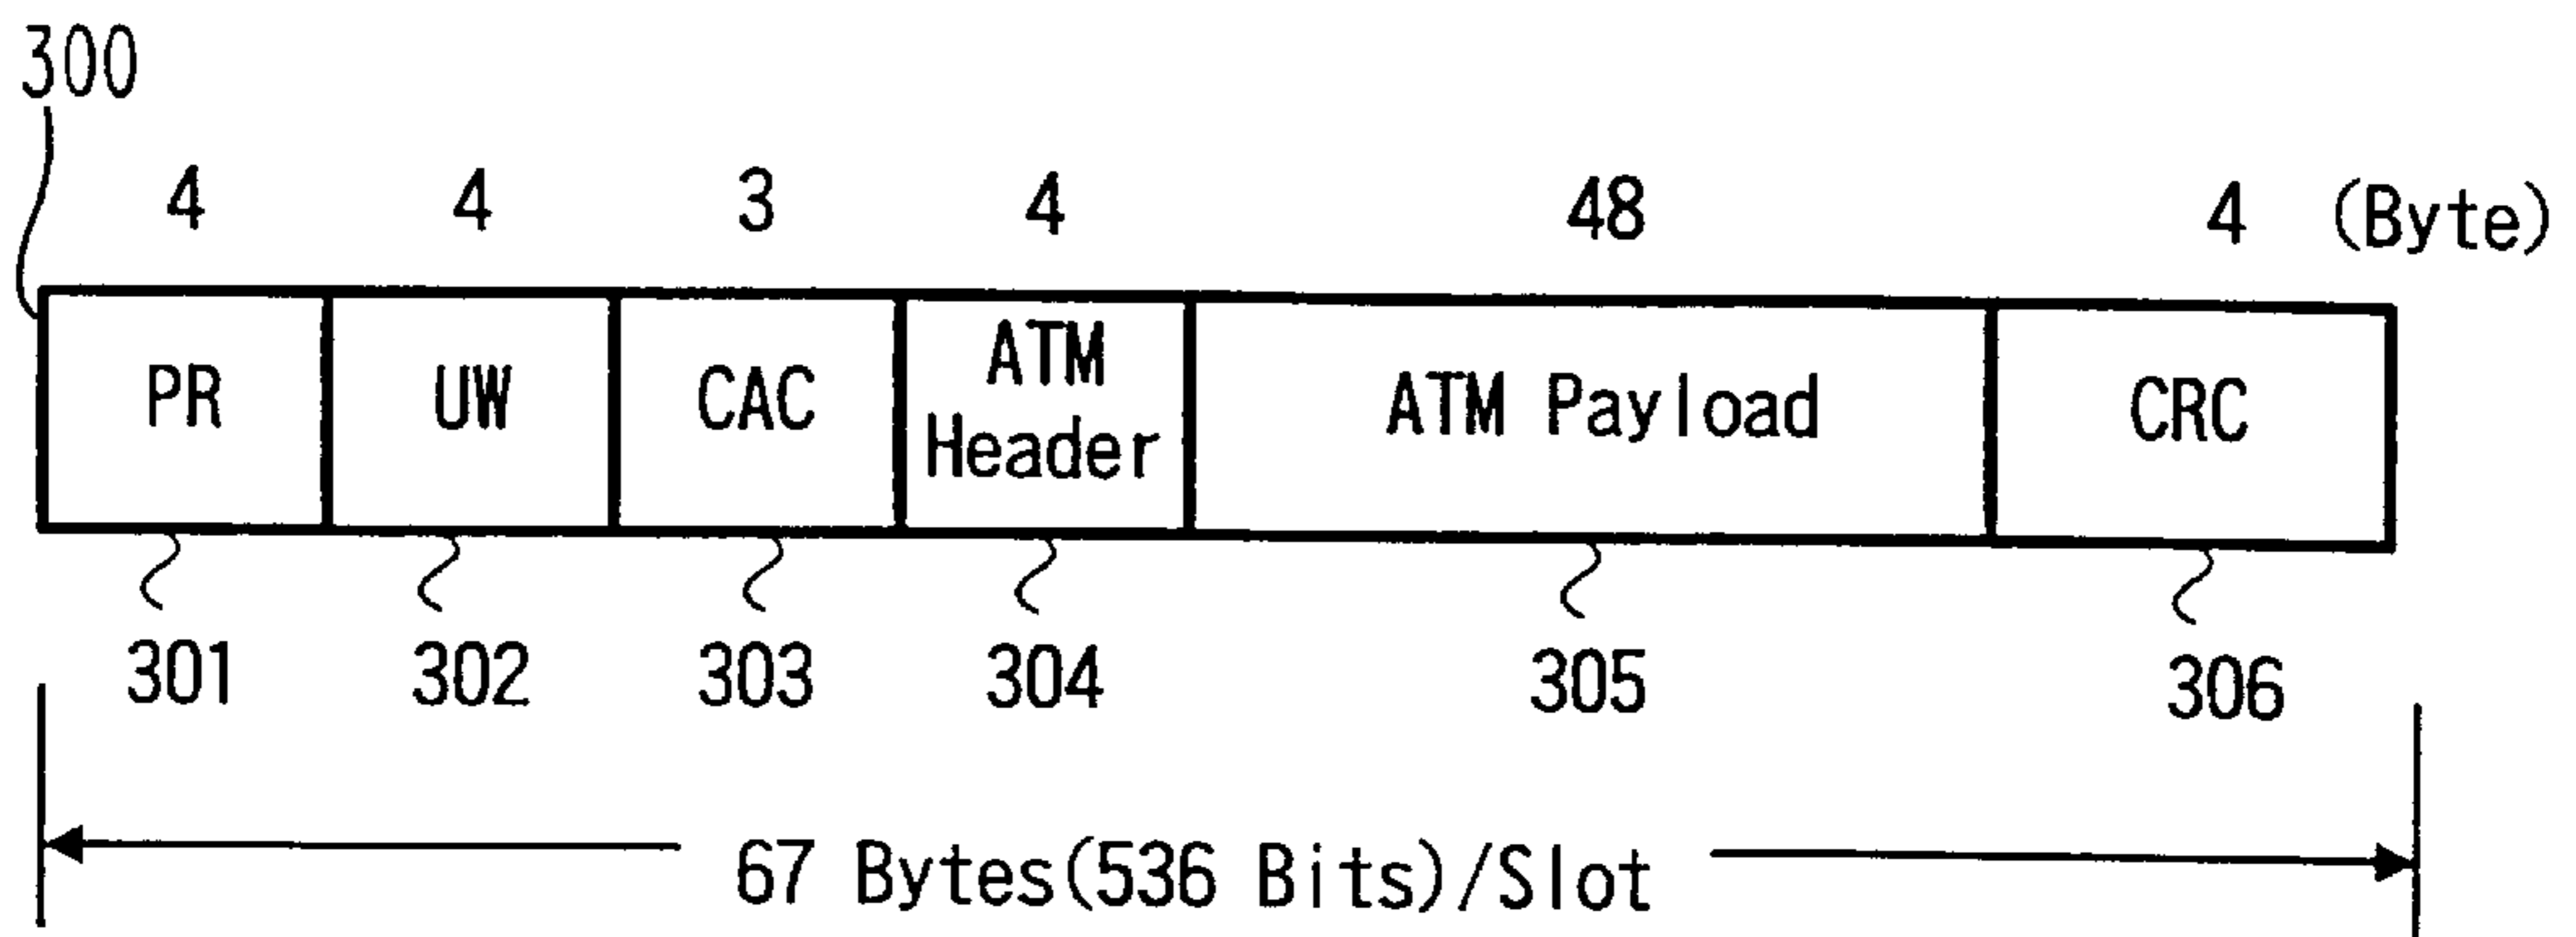 300
4 4 3 4 48 4 (Byte)
PR UW CAC ATM Header ATM Payload CRC
301 302 303 304 305 306
67 Bytes(536 Bits)/Slot